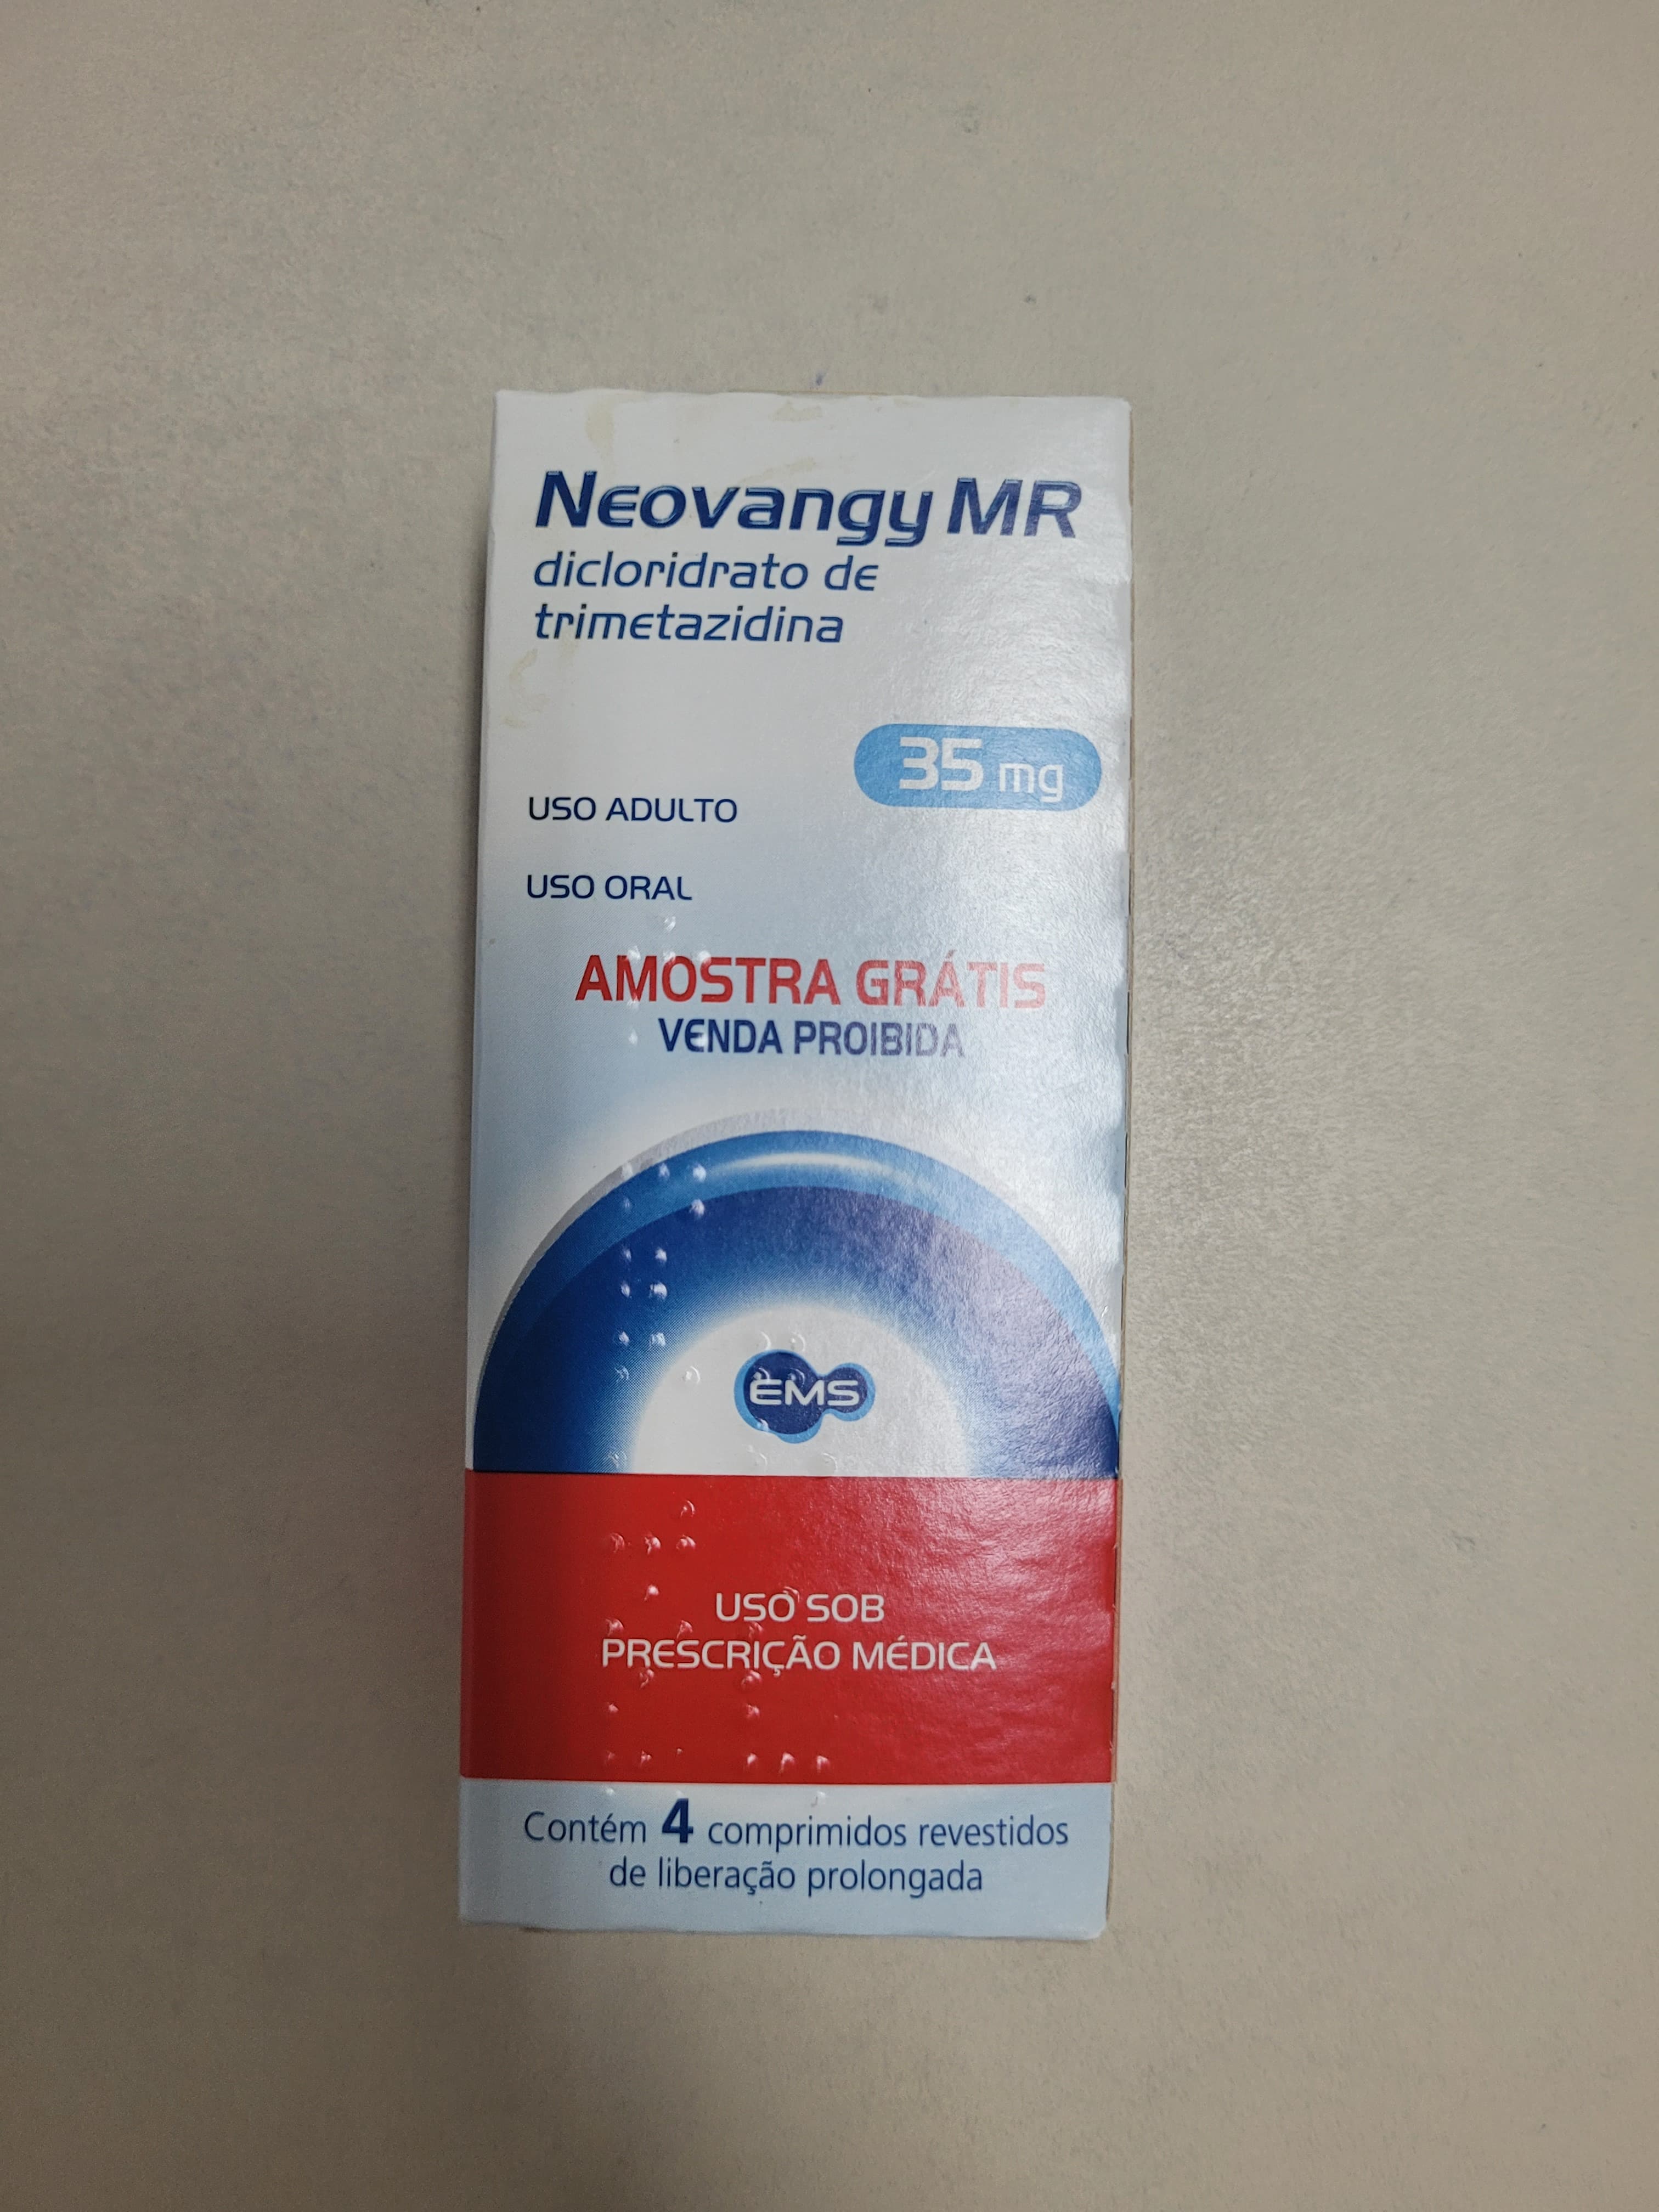 Neovangy MR
dicloridrato de
trimetazidina
35 mg
USO ADULTO
USO ORAL
AMOSTRA GRÁTIS
VENDA PROIBIDA
EMS
USO SOB
PRESCRIÇÃO MÉDICA
Contém 4 comprimidos revestidos
de liberação prolongada